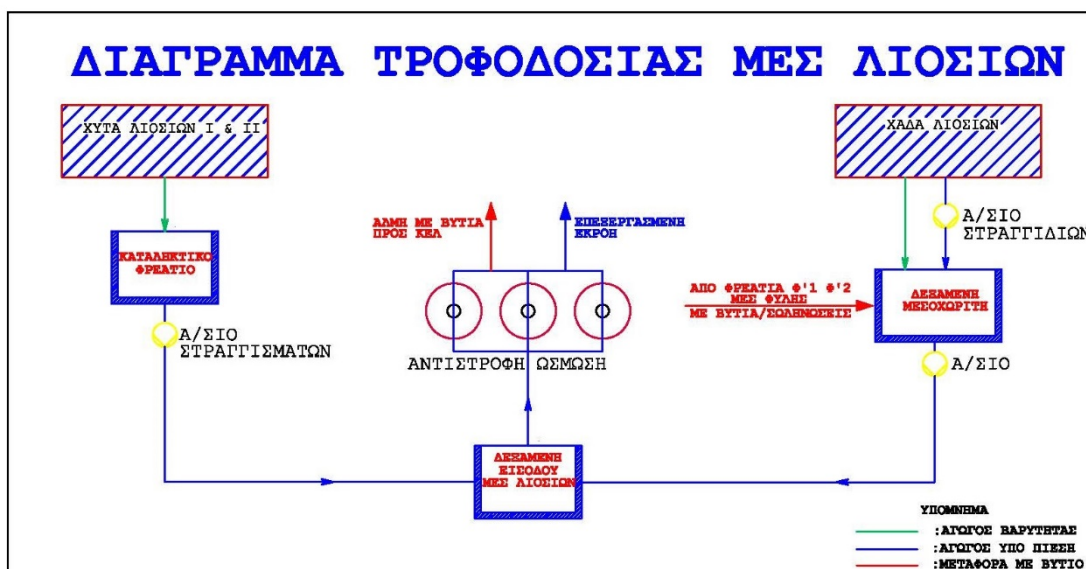 ΔΙΑΓΡΑΜΜΑ ΤΡΟΦΟΔΟΣΙΑΣ ΜΕΣ ΛΙΟΣΙΩΝ
ΧΥΤΑ ΛΙΟΣΙΩΝ Ι & ΙΙ
ΧΑΔΑ ΛΙΟΣΙΩΝ
ΑΛΜΗ ΜΕ ΒΥΤΙΑ
ΠΡΟΣ ΚΕΛ
ΕΠΕΞΕΡΓΑΣΜΕΝΗ
ΕΚΡΟΗ
Α/ΣΙΟ
ΣΤΡΑΓΓΙΔΙΩΝ
ΚΑΤΑΛΗΚΤΙΚΟ
ΦΡΕΑΤΙΟ
ΑΠΟ ΦΡΕΑΤΙΑ Φ'1 Φ'2
ΜΕΣ ΦΥΛΗΣ
ΜΕ ΒΥΤΙΑ/ΣΩΛΗΝΩΣΕΙΣ
ΔΕΞΑΜΕΝΗ
ΜΕΣΟΧΩΡΙΤΗ
Α/ΣΙΟ
ΣΤΡΑΓΓΙΣΜΑΤΩΝ
ΑΝΤΙΣΤΡΟΦΗ ΩΣΜΩΣΗ
Α/ΣΙΟ
ΔΕΞΑΜΕΝΗ
ΕΙΣΟΔΟΥ
ΜΕΣ ΛΙΟΣΙΩΝ
ΥΠΟΜΝΗΜΑ
:ΑΓΩΓΟΣ ΒΑΡΥΤΗΤΑΣ
:ΑΓΩΓΟΣ ΥΠΟ ΠΙΕΣΗ
:ΜΕΤΑΦΟΡΑ ΜΕ ΒΥΤΙΟ